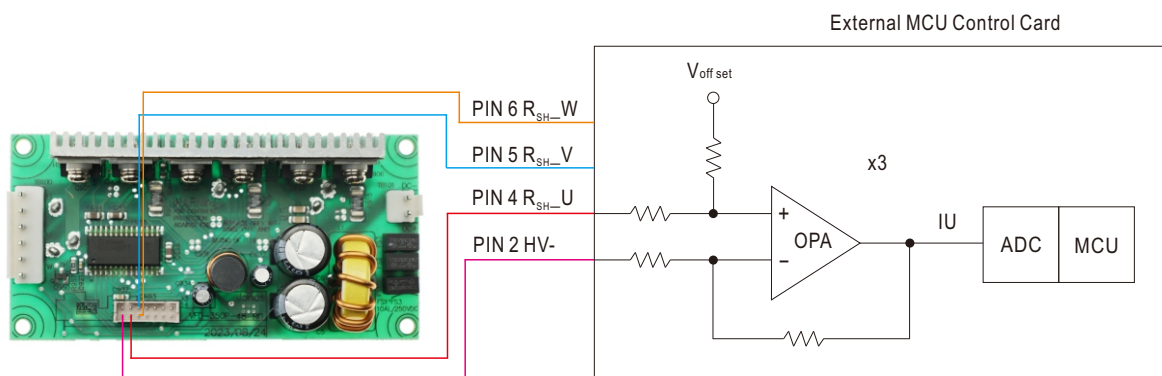 External MCU Control Card
Voff set
PIN 6 RSH_W
PIN 5 RSH_V
x3
PIN 4 RSH_U
+
OPA
IU
ADC
MCU
PIN 2 HV-
−
2023/08/24